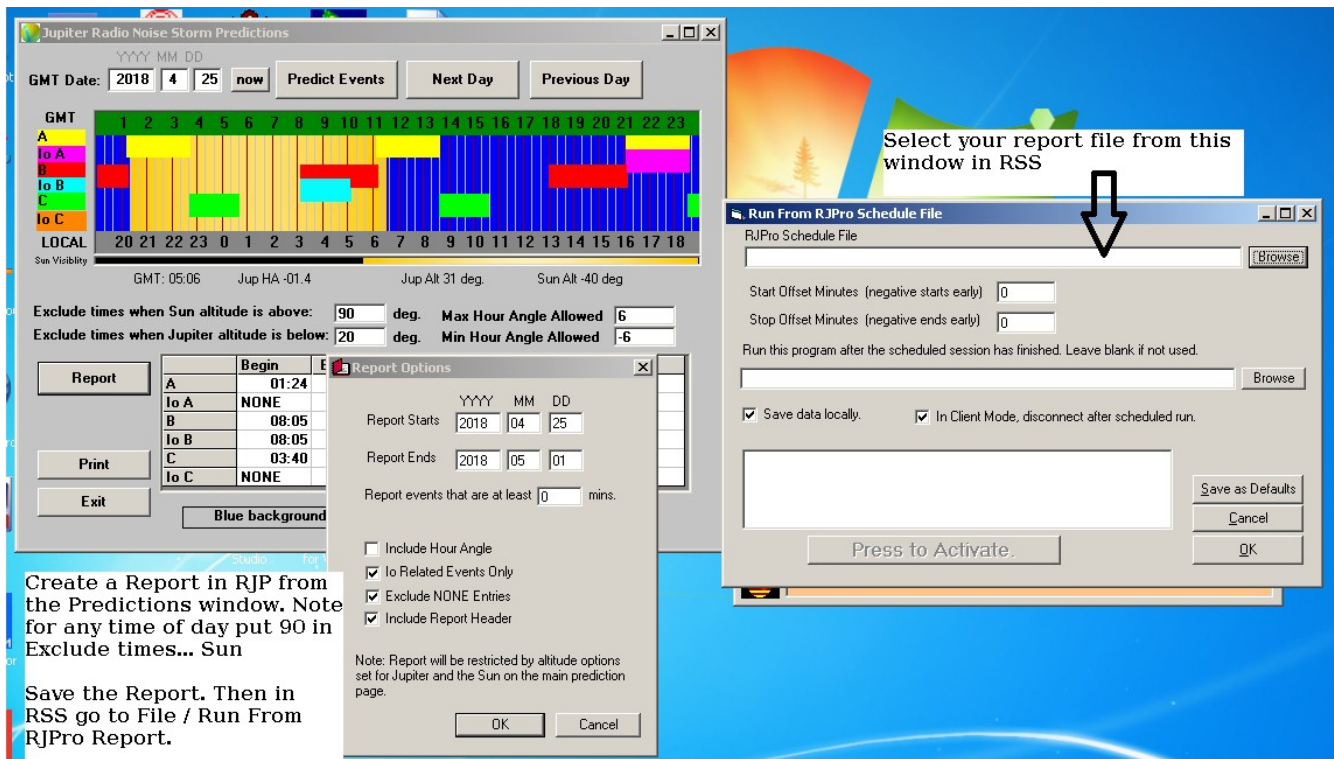 Jupiter Radio Noise Storm Predictions
YYYY MM DD
GMT Date: 2018 4 25 now Predict Events Next Day Previous Day
GMT 1 2 3 4 5 6 7 8 9 10 11 12 13 14 15 16 17 18 19 20 21 22 23
A
Io A
B
Io B
C
Io C
LOCAL 20 21 22 23 0 1 2 3 4 5 6 7 8 9 10 11 12 13 14 15 16 17 18
Sun Visiblity
GMT: 05:06 Jup HA -01.4 Jup Alt 31 deg. Sun Alt -40 deg
Exclude times when Sun altitude is above: 90 deg. Max Hour Angle Allowed 6
Exclude times when Jupiter altitude is below: 20 deg. Min Hour Angle Allowed -6
Report
Begin
A 01:24
Io A NONE
B 08:05
Io B 08:05
C 03:40
Io C NONE
Print
Exit
Blue background
Report Options
YYYY MM DD
Report Starts 2018 04 25
Report Ends 2018 05 01
Report events that are at least 0 mins.
Include Hour Angle
Io Related Events Only
Exclude NONE Entries
Include Report Header
Note: Report will be restricted by altitude options
set for Jupiter and the Sun on the main prediction
page.
OK Cancel
Studio
Create a Report in RJP from
the Predictions window. Note
for any time of day put 90 in
Exclude times... Sun
Save the Report. Then in
RSS go to File / Run From
RJPro Report.
Select your report file from this
window in RSS
Run From RJPro Schedule File
RJPro Schedule File
Browse
Start Offset Minutes (negative starts early) 0
Stop Offset Minutes (negative ends early) 0
Run this program after the scheduled session has finished. Leave blank if not used.
Browse
Save data locally. In Client Mode, disconnect after scheduled run.
Save as Defaults
Cancel
Press to Activate. OK